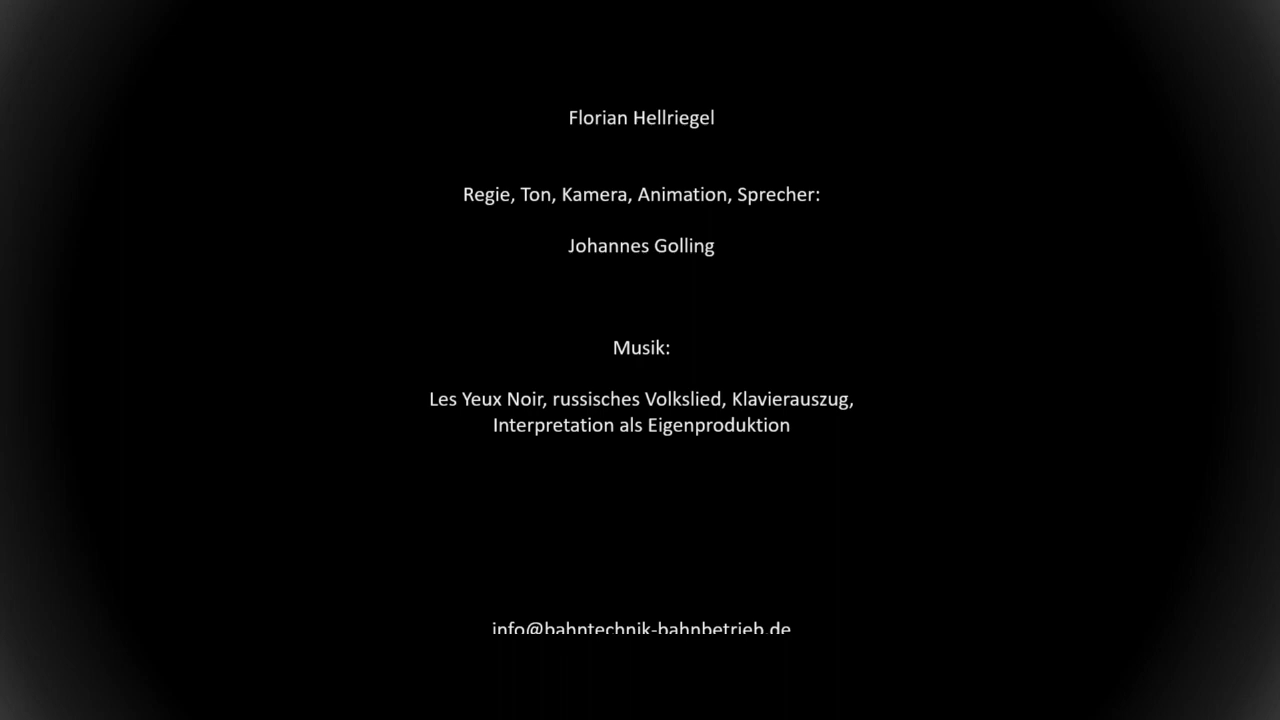 Florian Hellriegel
Regie, Ton, Kamera, Animation, Sprecher:
Johannes Golling
Musik:
Les Yeux Noir, russisches Volkslied, Klavierauszug,
Interpretation als Eigenproduktion
info@bahntechnik-bahnbetrieb.de